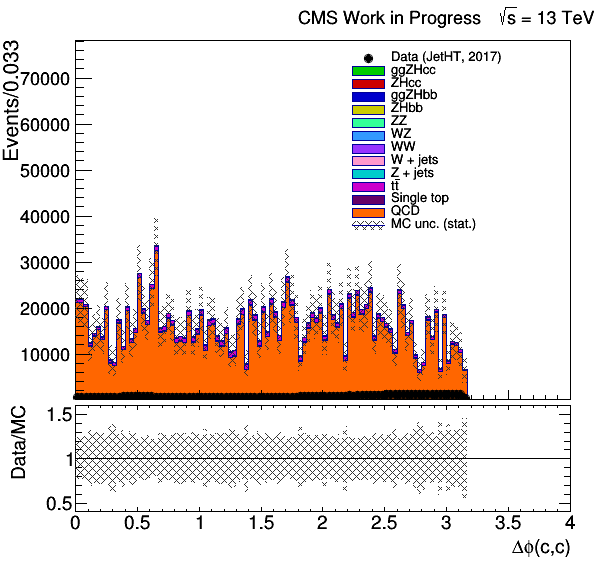 CMS Work in Progress √s = 13 TeV
Events/0.033
70000
60000
50000
40000
30000
20000
10000
Data (JetHT, 2017)
ggZHcc
ZHcc
ggZHbb
ZHbb
ZZ
WZ
WW
W + jets
Z + jets
tt̄
Single top
QCD
MC unc. (stat.)
Data/MC
1.5
1
0.5
0 0.5 1 1.5 2 2.5 3 3.5 4
Δϕ(c,c)